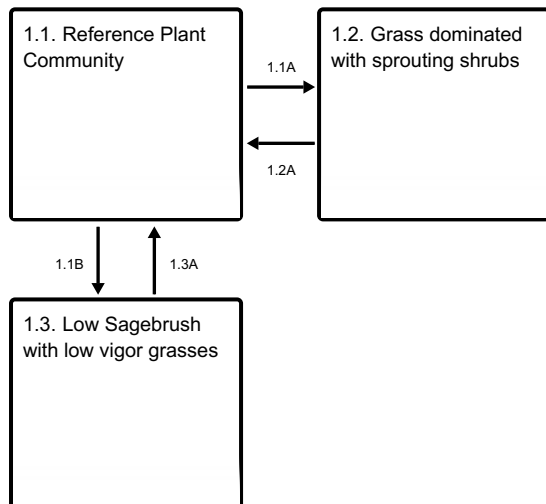 1.1. Reference Plant
Community
1.1A
1.2. Grass dominated
with sprouting shrubs
1.2A
1.1B
1.3A
1.3. Low Sagebrush
with low vigor grasses